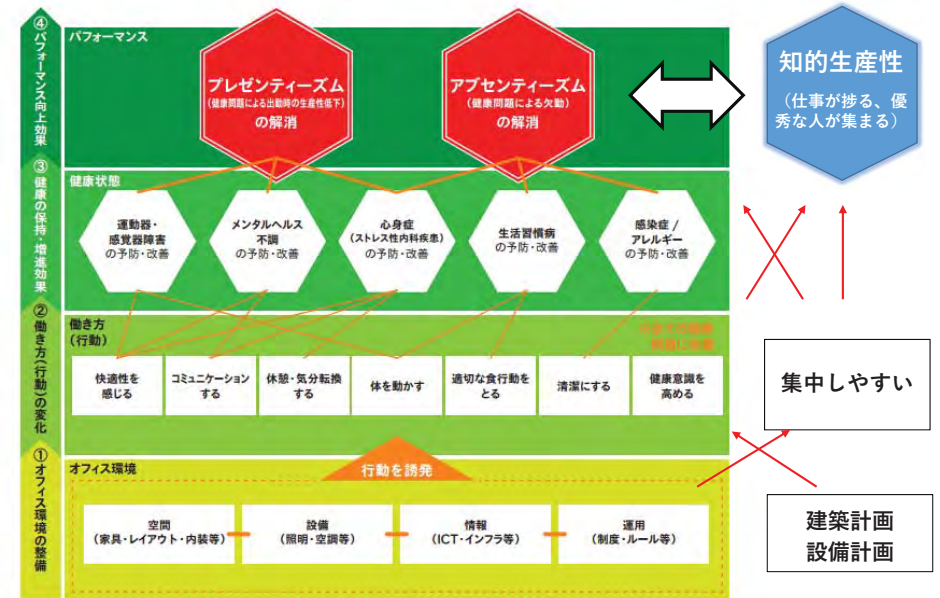 ④パフォーマンス向上効果
パフォーマンス
プレゼンティーズム
(健康問題による出勤時の生産性低下)
の解消
アブセンティーズム
(健康問題による欠勤)
の解消
知的生産性
（仕事が捗る、優
秀な人が集まる）
③健康の保持・増進効果
健康状態
運動器・
感覚器障害
の予防・改善
メンタルヘルス
不調
の予防・改善
心身症
(ストレス性内科疾患)
の予防・改善
生活習慣病
の予防・改善
感染症 /
アレルギー
の予防・改善
②働き方(行動)の変化
働き方
(行動)
快適性を
感じる
コミュニケーション
する
休憩・気分転換
する
体を動かす
適切な食行動を
とる
清潔にする
健康意識を
高める
集中しやすい
①オフィス環境の整備
オフィス環境
行動を誘発
空間
(家具・レイアウト・内装等)
設備
(照明・空調等)
情報
(ICT・インフラ等)
運用
(制度・ルール等)
建築計画
設備計画